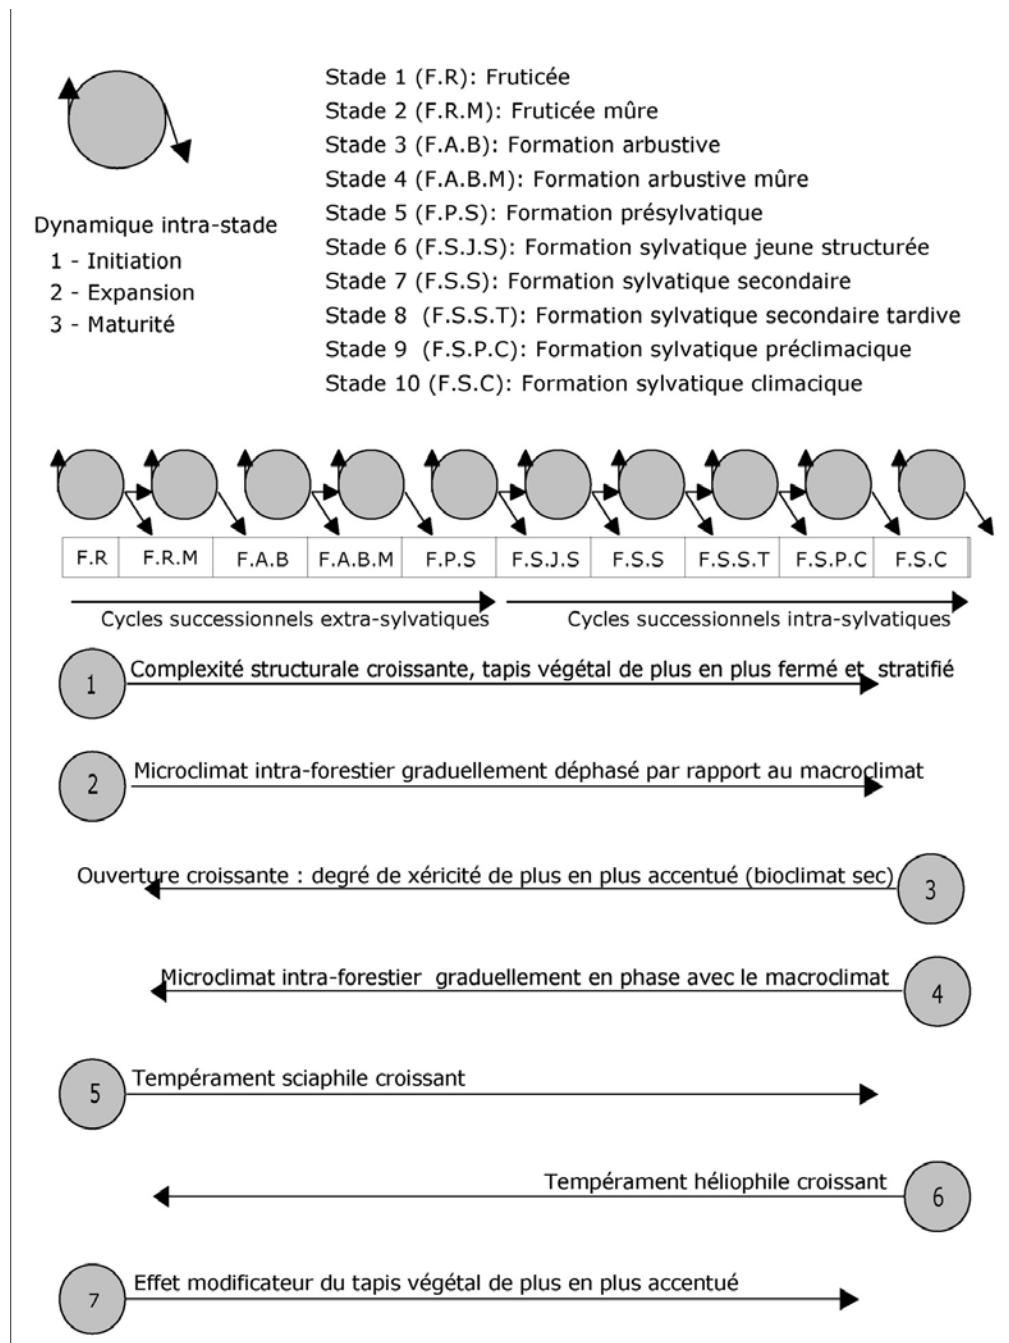 Stade 1 (F.R): Fruticée
Stade 2 (F.R.M): Fruticée mûre
Stade 3 (F.A.B): Formation arbustive
Stade 4 (F.A.B.M): Formation arbustive mûre
Stade 5 (F.P.S): Formation présylvatique
Stade 6 (F.S.J.S): Formation sylvatique jeune structurée
Stade 7 (F.S.S): Formation sylvatique secondaire
Stade 8 (F.S.S.T): Formation sylvatique secondaire tardive
Stade 9 (F.S.P.C): Formation sylvatique préclimacique
Stade 10 (F.S.C): Formation sylvatique climacique
Dynamique intra-stade
1 - Initiation
2 - Expansion
3 - Maturité
F.R F.R.M F.A.B F.A.B.M F.P.S F.S.J.S F.S.S F.S.S.T F.S.P.C F.S.C
Cycles successionnels extra-sylvatiques Cycles successionnels intra-sylvatiques
1 Complexité structurale croissante, tapis végétal de plus en plus fermé et stratifié
2 Microclimat intra-forestier graduellement déphasé par rapport au macroclimat
Ouverture croissante : degré de xéricité de plus en plus accentué (bioclimat sec) 3
Microclimat intra-forestier graduellement en phase avec le macroclimat 4
5 Tempérament sciaphile croissant
Tempérament héliophile croissant 6
7 Effet modificateur du tapis végétal de plus en plus accentué